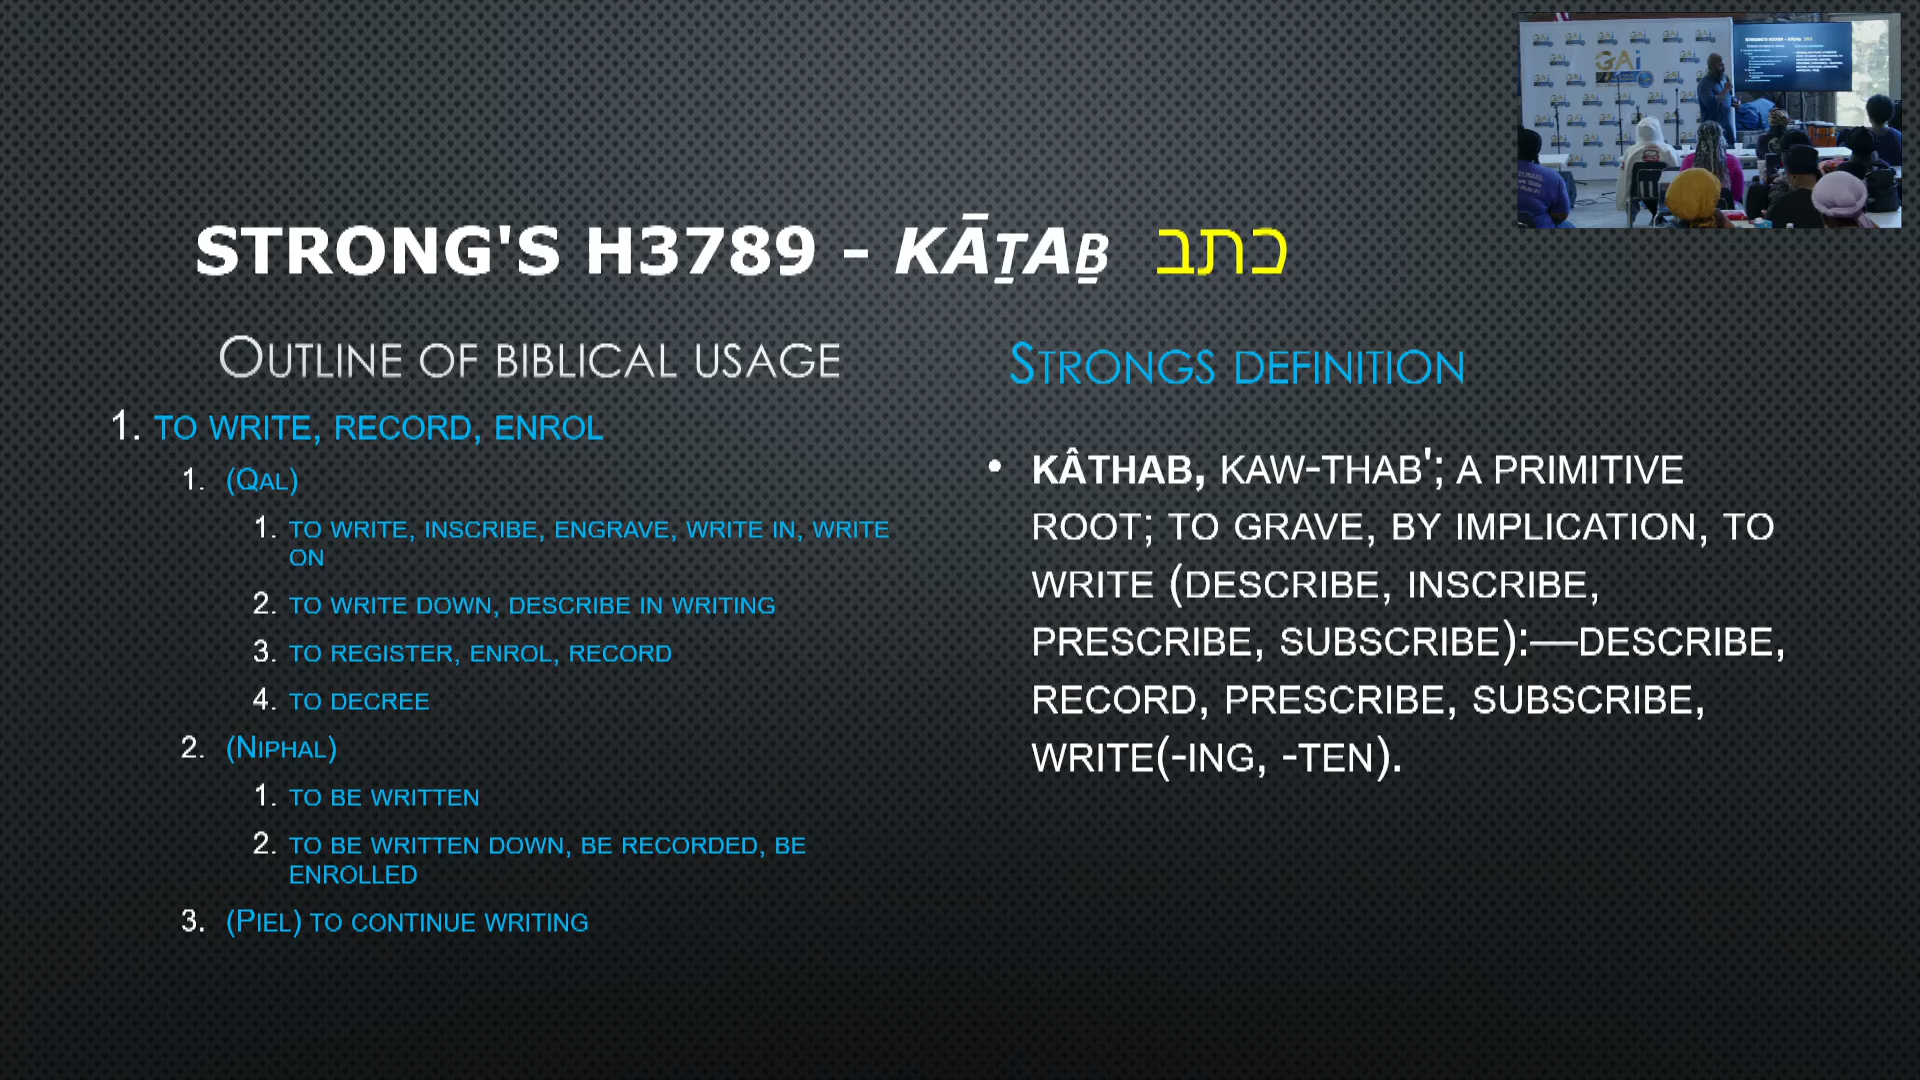 STRONG'S H3789 - KĀṮAḆ כתב
OUTLINE OF BIBLICAL USAGE
1. TO WRITE, RECORD, ENROL
1. (QAL)
1. TO WRITE, INSCRIBE, ENGRAVE, WRITE IN, WRITE
ON
2. TO WRITE DOWN, DESCRIBE IN WRITING
3. TO REGISTER, ENROL, RECORD
4. TO DECREE
2. (NIPHAL)
1. TO BE WRITTEN
2. TO BE WRITTEN DOWN, BE RECORDED, BE
ENROLLED
3. (PIEL) TO CONTINUE WRITING
STRONGS DEFINITION
• KÂTHAB, KAW-THAB'; A PRIMITIVE
ROOT; TO GRAVE, BY IMPLICATION, TO
WRITE (DESCRIBE, INSCRIBE,
PRESCRIBE, SUBSCRIBE):—DESCRIBE,
RECORD, PRESCRIBE, SUBSCRIBE,
WRITE(-ING, -TEN).
GAi